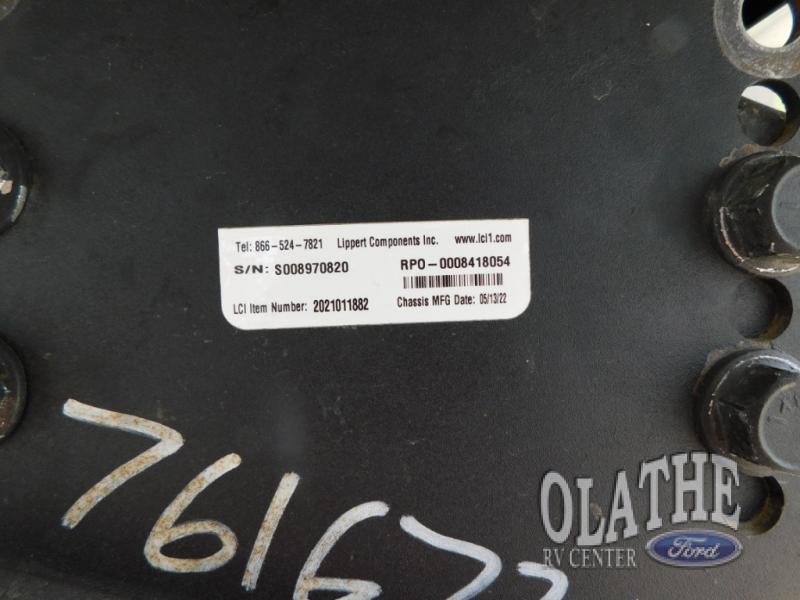 Tel: 866-524-7821 Lippert Components Inc. www.lci1.com
S/N: S008970820 RPO-0008418054
LCI Item Number: 2021011882 Chassis MFG Date: 05/13/22
76167
OLATHE
RV CENTER Ford